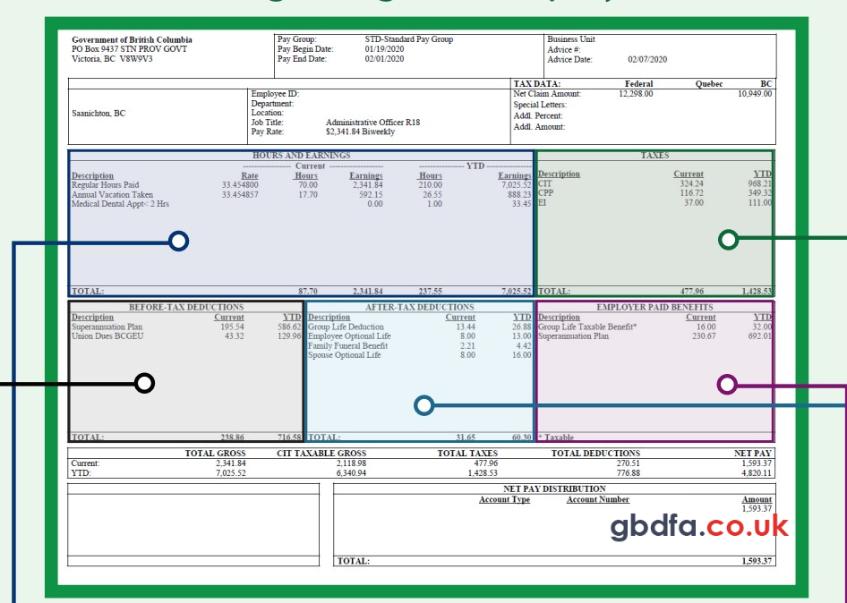 Government of British Columbia
PO Box 9437 STN PROV GOVT
Victoria, BC V8W9V3
Pay Group: STD-Standard Pay Group
Pay Begin Date: 01/19/2020
Pay End Date: 02/01/2020
Business Unit
Advice #:
Advice Date: 02/07/2020
Saanichton, BC
Employee ID:
Department:
Location:
Job Title: Administrative Officer R18
Pay Rate: $2,341.84 Biweekly
TAX DATA: Federal Quebec BC
Net Claim Amount: 12,298.00 10,949.00
Special Letters:
Addl. Percent:
Addl. Amount:
HOURS AND EARNINGS
Current YTD
Description Rate Hours Earnings Hours Earnings
Regular Hours Paid 33.454800 70.00 2,341.84 210.00 7,025.52
Annual Vacation Taken 33.454857 17.70 592.15 26.55 888.23
Medical Dental Appt< 2 Hrs 0.00 1.00 33.45
TOTAL: 87.70 2,341.84 237.55 7,025.52
TAXES
Description Current YTD
CIT 324.24 968.21
CPP 116.72 349.32
EI 37.00 111.00
TOTAL: 477.96 1,428.53
BEFORE-TAX DEDUCTIONS
Description Current YTD
Superannuation Plan 195.54 586.62
Union Dues BCGEU 43.32 129.96
TOTAL: 238.86 716.58
AFTER-TAX DEDUCTIONS
Description Current YTD
Group Life Deduction 13.44 26.88
Employee Optional Life 8.00 13.00
Family Funeral Benefit 2.21 4.42
Spouse Optional Life 8.00 16.00
TOTAL: 31.65 60.30
EMPLOYER PAID BENEFITS
Description Current YTD
Group Life Taxable Benefit* 16.00 32.00
Superannuation Plan 230.67 692.01
* Taxable
TOTAL GROSS CIT TAXABLE GROSS TOTAL TAXES TOTAL DEDUCTIONS NET PAY
Current: 2,341.84 2,118.98 477.96 270.51 1,593.37
YTD: 7,025.52 6,340.94 1,428.53 776.88 4,820.11
NET PAY DISTRIBUTION
Account Type Account Number Amount
1,593.37
gbdfa.co.uk
TOTAL: 1,593.37